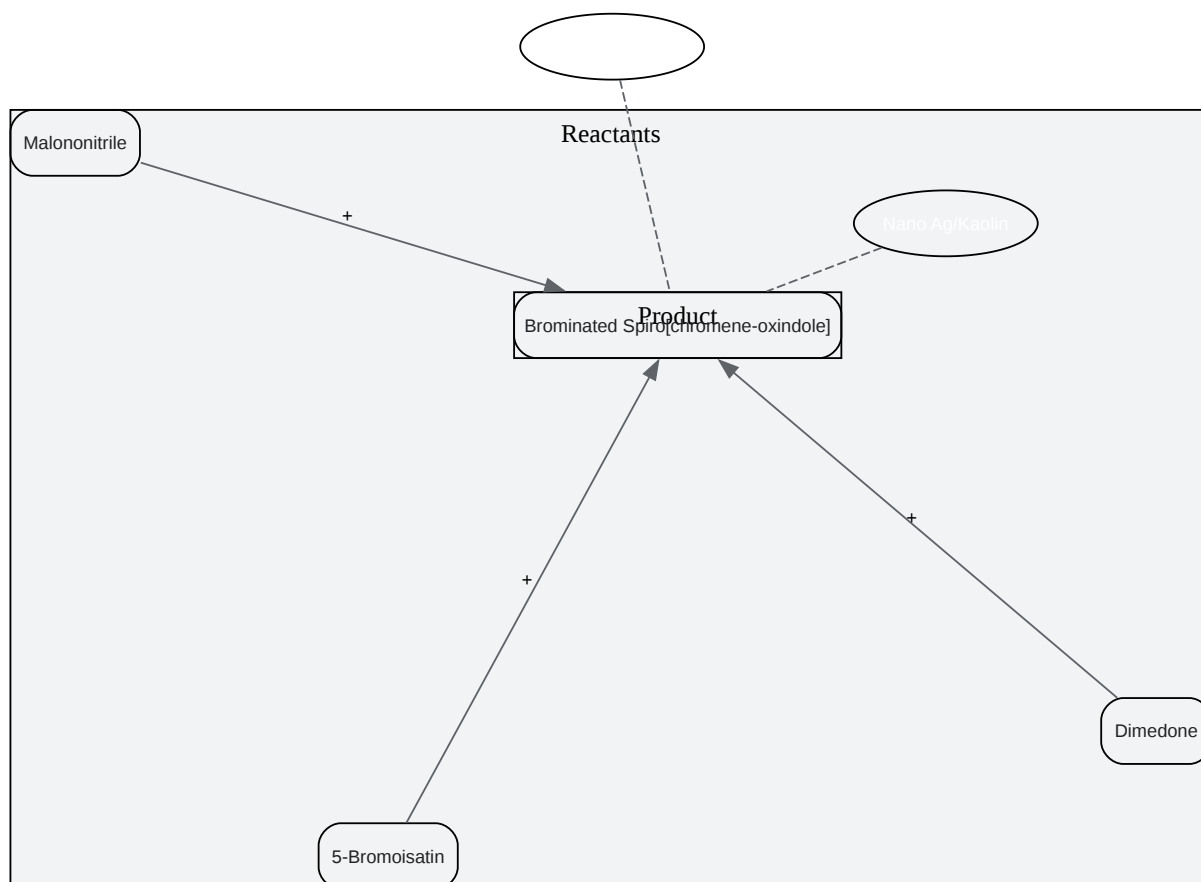 Reactants
Malononitrile
+
Nano Ag/Kaolin
Product
Brominated Spiro[chromene-oxindole]
+
+
Dimedone
5-Bromoisatin